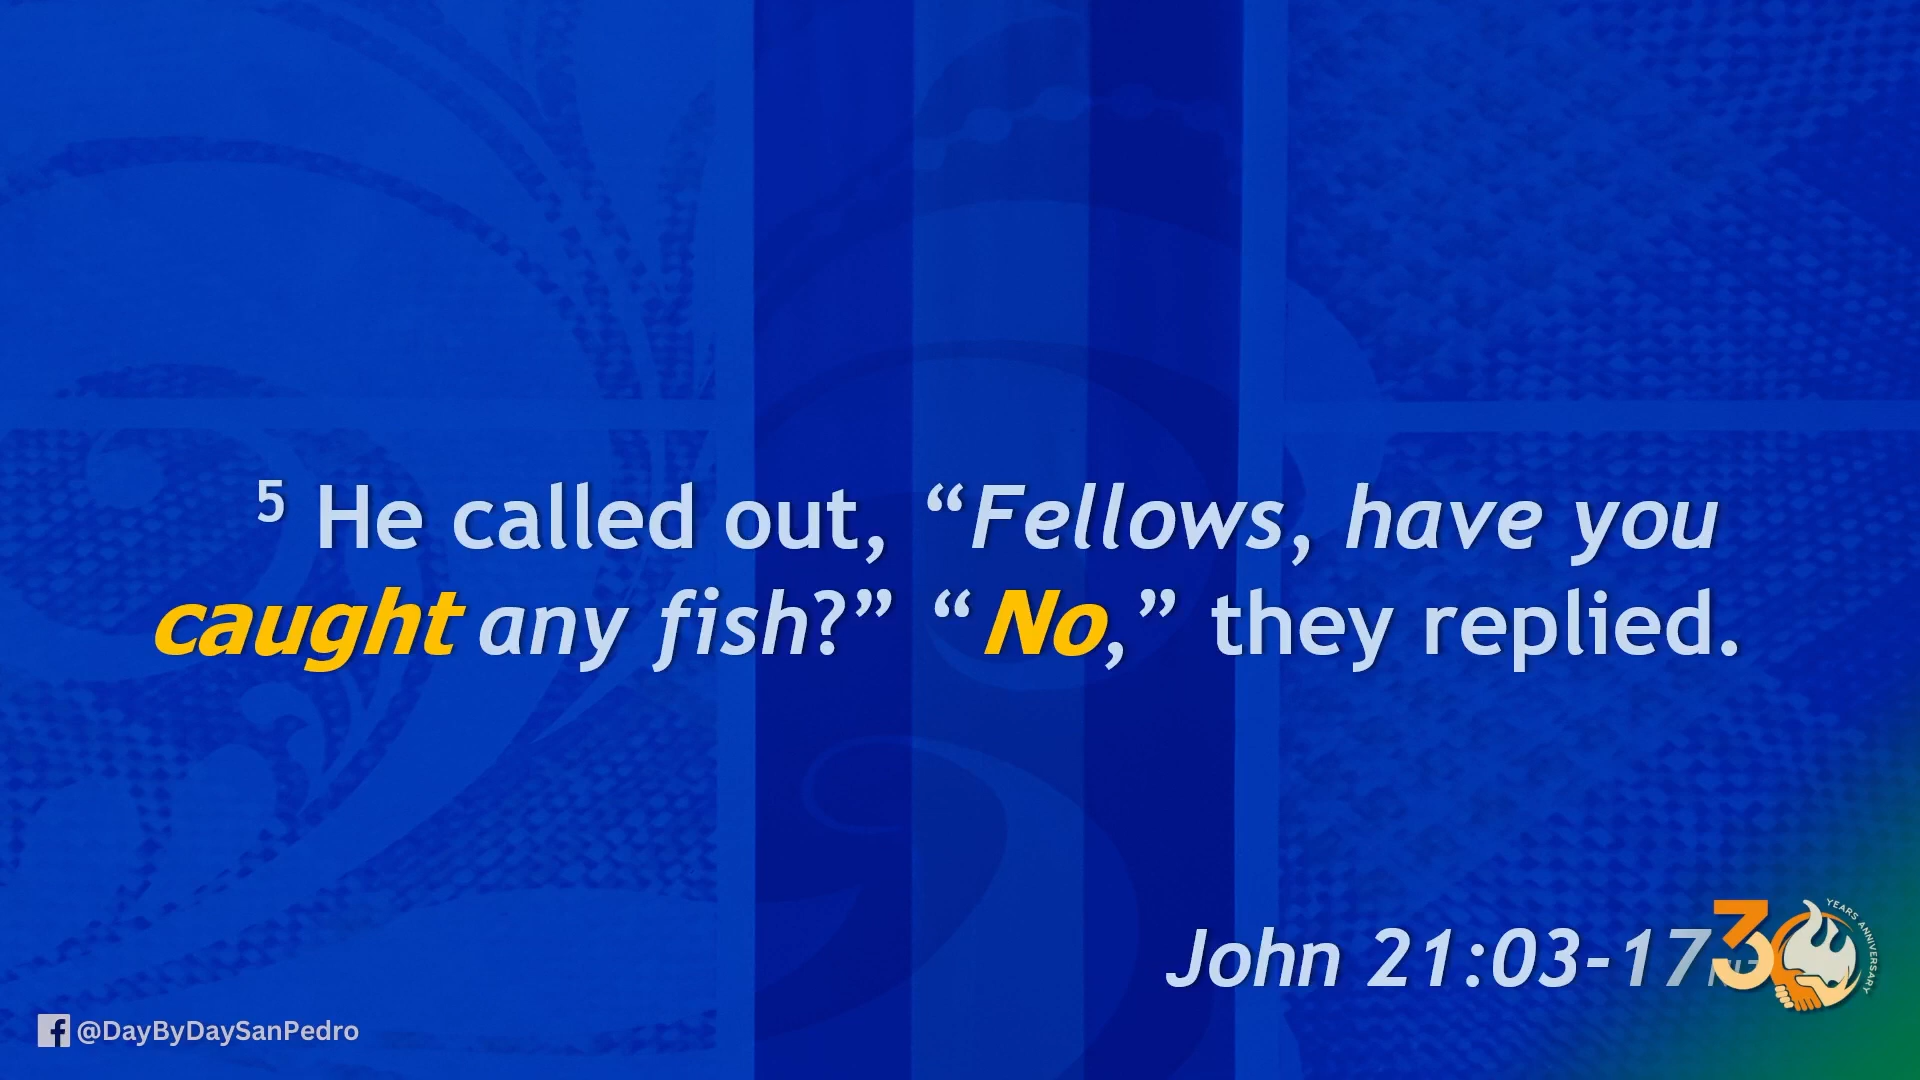 5 He called out, “Fellows, have you
caught any fish?” “No,” they replied.
John 21:03-17
30
YEARS ANNIVERSARY
@DayByDaySanPedro